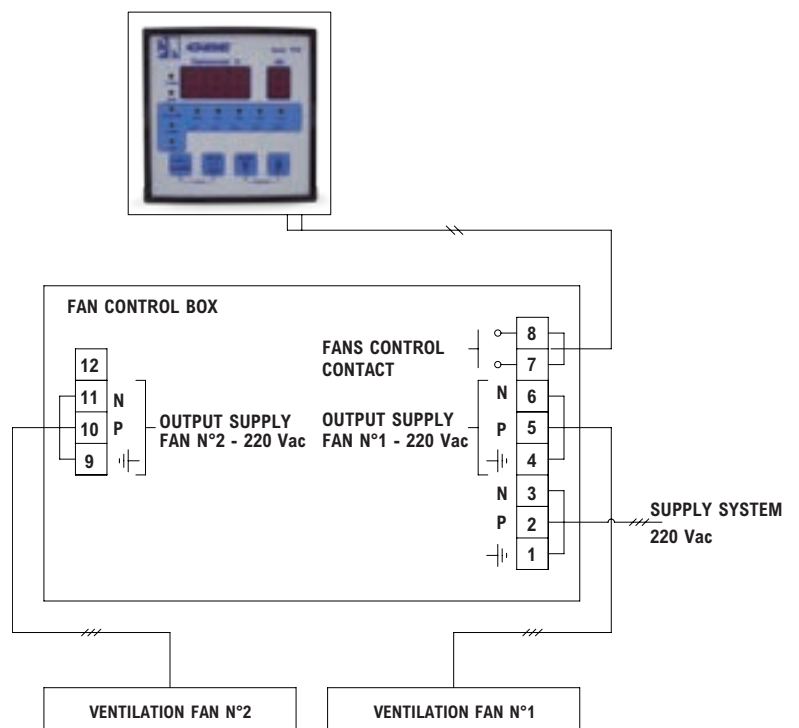 FAN CONTROL BOX
12
11 N
10 P
9
OUTPUT SUPPLY
FAN N°2 - 220 Vac
FANS CONTROL
CONTACT
8
7
OUTPUT SUPPLY
FAN N°1 - 220 Vac
N 6
P 5
4
N 3
P 2
1
SUPPLY SYSTEM
220 Vac
VENTILATION FAN N°2
VENTILATION FAN N°1